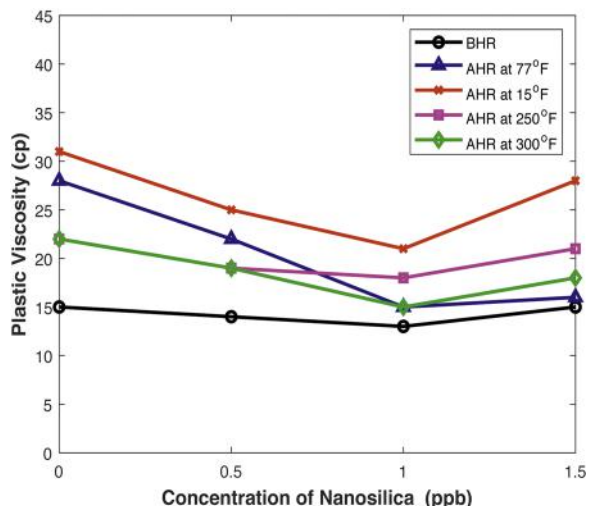 45
40
35
30
25
20
15
10
5
0
Plastic Viscosity (cp)
BHR
AHR at 77°F
AHR at 15°F
AHR at 250°F
AHR at 300°F
0 0.5 1 1.5
Concentration of Nanosilica (ppb)